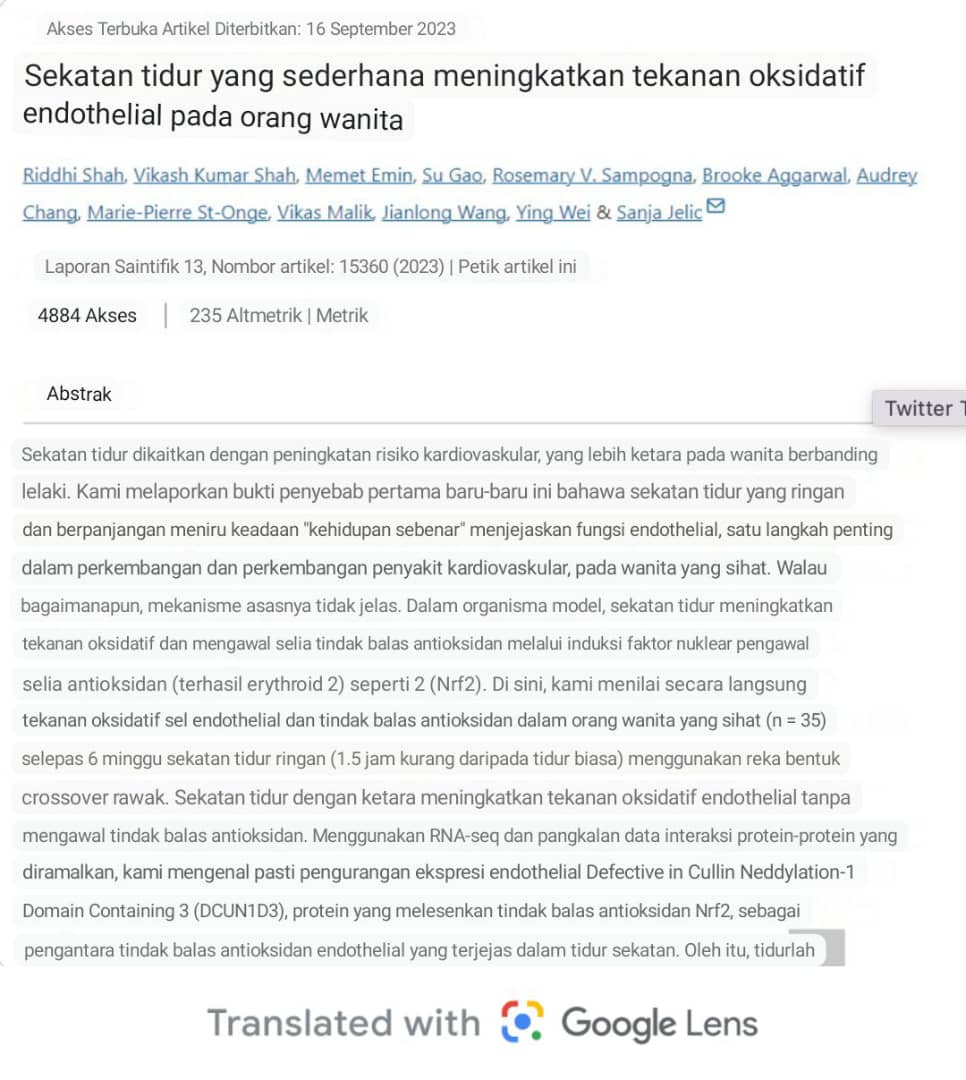 Akses Terbuka Artikel Diterbitkan: 16 September 2023
Sekatan tidur yang sederhana meningkatkan tekanan oksidatif
endothelial pada orang wanita
Riddhi Shah, Vikash Kumar Shah, Memet Emin, Su Gao, Rosemary V. Sampogna, Brooke Aggarwal, Audrey
Chang, Marie-Pierre St-Onge, Vikas Malik, Jianlong Wang, Ying Wei & Sanja Jelic
Laporan Saintifik 13, Nombor artikel: 15360 (2023) | Petik artikel ini
4884 Akses | 235 Altmetrik | Metrik
Abstrak
Twitter T
Sekatan tidur dikaitkan dengan peningkatan risiko kardiovaskular, yang lebih ketara pada wanita berbanding
lelaki. Kami melaporkan bukti penyebab pertama baru-baru ini bahawa sekatan tidur yang ringan
dan berpanjangan meniru keadaan "kehidupan sebenar" menjejaskan fungsi endothelial, satu langkah penting
dalam perkembangan dan perkembangan penyakit kardiovaskular, pada wanita yang sihat. Walau
bagaimanapun, mekanisme asasnya tidak jelas. Dalam organisma model, sekatan tidur meningkatkan
tekanan oksidatif dan mengawal selia tindak balas antioksidan melalui induksi faktor nuklear pengawal
selia antioksidan (terhasil erythroid 2) seperti 2 (Nrf2). Di sini, kami menilai secara langsung
tekanan oksidatif sel endothelial dan tindak balas antioksidan dalam orang wanita yang sihat (n = 35)
selepas 6 minggu sekatan tidur ringan (1.5 jam kurang daripada tidur biasa) menggunakan reka bentuk
crossover rawak. Sekatan tidur dengan ketara meningkatkan tekanan oksidatif endothelial tanpa
mengawal tindak balas antioksidan. Menggunakan RNA-seq dan pangkalan data interaksi protein-protein yang
diramalkan, kami mengenal pasti pengurangan ekspresi endothelial Defective in Cullin Neddylation-1
Domain Containing 3 (DCUN1D3), protein yang melesenkan tindak balas antioksidan Nrf2, sebagai
pengantara tindak balas antioksidan endothelial yang terjejas dalam tidur sekatan. Oleh itu, tidurlah
Translated with Google Lens